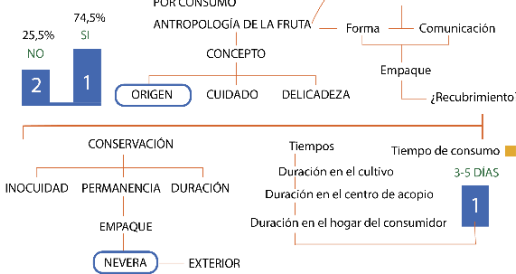 POR CONSUMO
74,5%
25,5%
SI
NO
2
1
ANTROPOLOGÍA DE LA FRUTA
Forma
Comunicación
CONCEPTO
Empaque
ORIGEN
CUIDADO
DELICADEZA
¿Recubrimiento?
CONSERVACIÓN
INOCUIDAD
PERMANENCIA
DURACIÓN
EMPAQUE
NEVERA
EXTERIOR
Tiempos
Duración en el cultivo
Duración en el centro de acopio
Duración en el hogar del consumidor
Tiempo de consumo
3-5 DÍAS
1